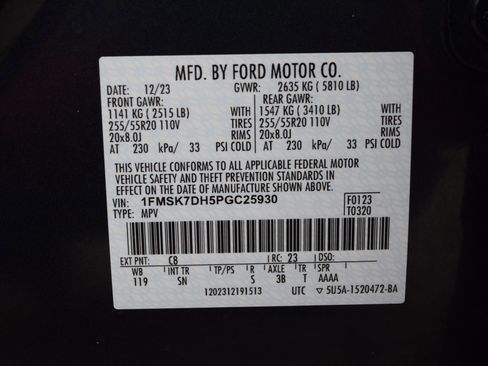 MFD. BY FORD MOTOR CO.
DATE: 12/23 GVWR: 2635 KG ( 5810 LB)
FRONT GAWR: REAR GAWR:
1141 KG ( 2515 LB) 1547 KG ( 3410 LB)
255/55R20 110V TIRES 255/55R20 110V TIRES
20x8.0J RIMS 20x8.0J RIMS
AT 230 kPa/ 33 PSI COLD AT 230 kPa/ 33 PSI COLD
THIS VEHICLE CONFORMS TO ALL APPLICABLE FEDERAL MOTOR
VEHICLE SAFETY AND THEFT PREVENTION STANDARDS IN
EFFECT ON THE DATE OF MANUFACTURE SHOWN ABOVE.
VIN: 1FMSK7DH5PGC25930 F0123
TYPE: MPV T0320
EXT PNT: C8 RC: 23 DSO:
WB INT TR TP/PS R AXLE TR SPR
119 SN S 3B T AAAA
1202312191513 UTC 5U5A-1520472-BA